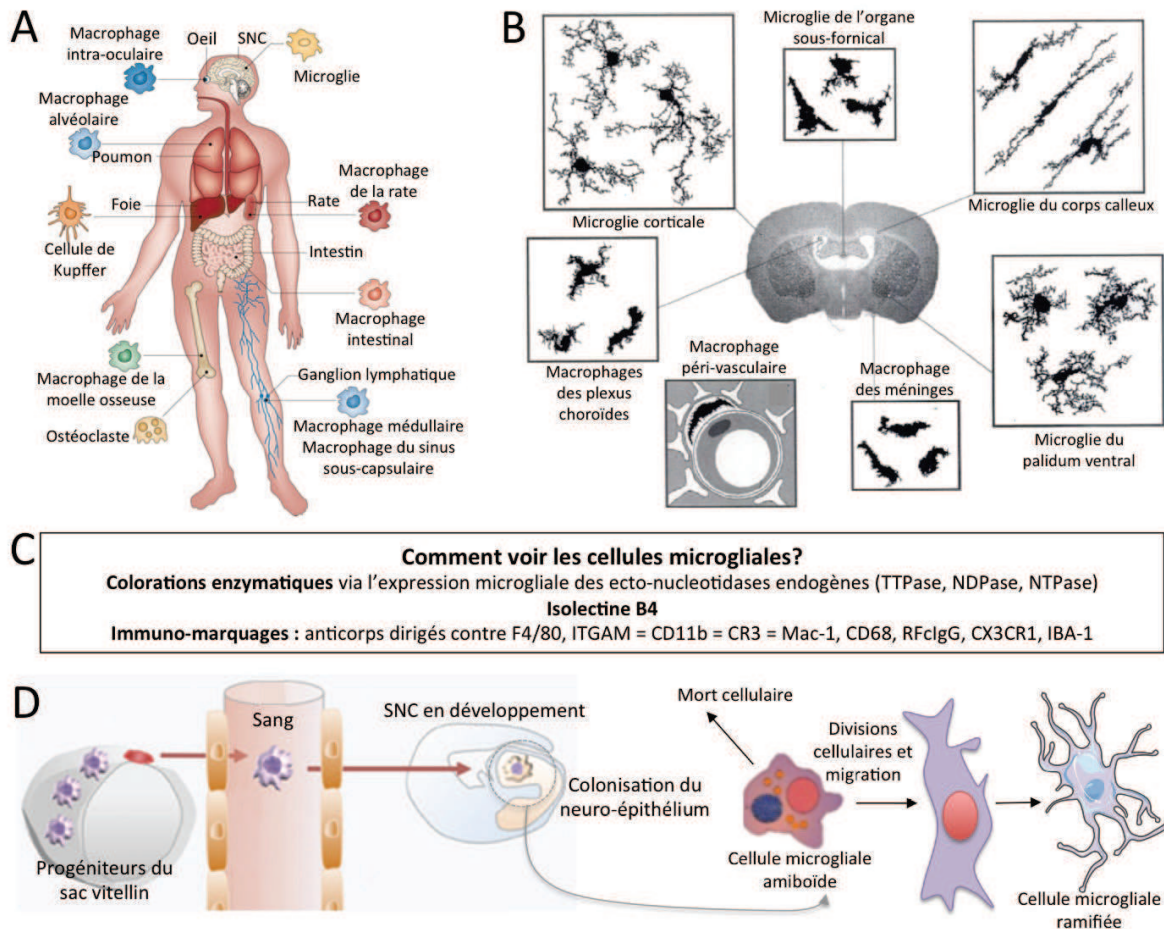 A
Macrophage
intra-oculaire
Oeil
SNC
Microglie
Macrophage
alvéolaire
Poumon
Macrophage
de la rate
Foie
Rate
Cellule de
Kupffer
Intestin
Macrophage
intestinal
Macrophage de la
moelle osseuse
Ganglion lymphatique
Ostéoclaste
Macrophage médullaire
Macrophage du sinus
sous-capsulaire
B
Microglie de l'organe
sous-fornical
Microglie corticale
Microglie du corps calleux
Macrophages
des plexus
choroïdes
Macrophage
péri-vasculaire
Macrophage
des méninges
Microglie du
palidum ventral
C
Comment voir les cellules microgliales?
Colorations enzymatiques via l'expression microgliale des ecto-nucleotidases endogènes (TTPase, NDPase, NTPase)
Isolectine B4
Immuno-marquages : anticorps dirigés contre F4/80, ITGAM = CD11b = CR3 = Mac-1, CD68, RFcIgG, CX3CR1, IBA-1
D
Progéniteurs du
sac vitellin
Sang
SNC en développement
Colonisation du
neuro-épithélium
Mort cellulaire
Cellule microgliale
amiboïde
Divisions
cellulaires et
migration
Cellule microgliale
ramifiée